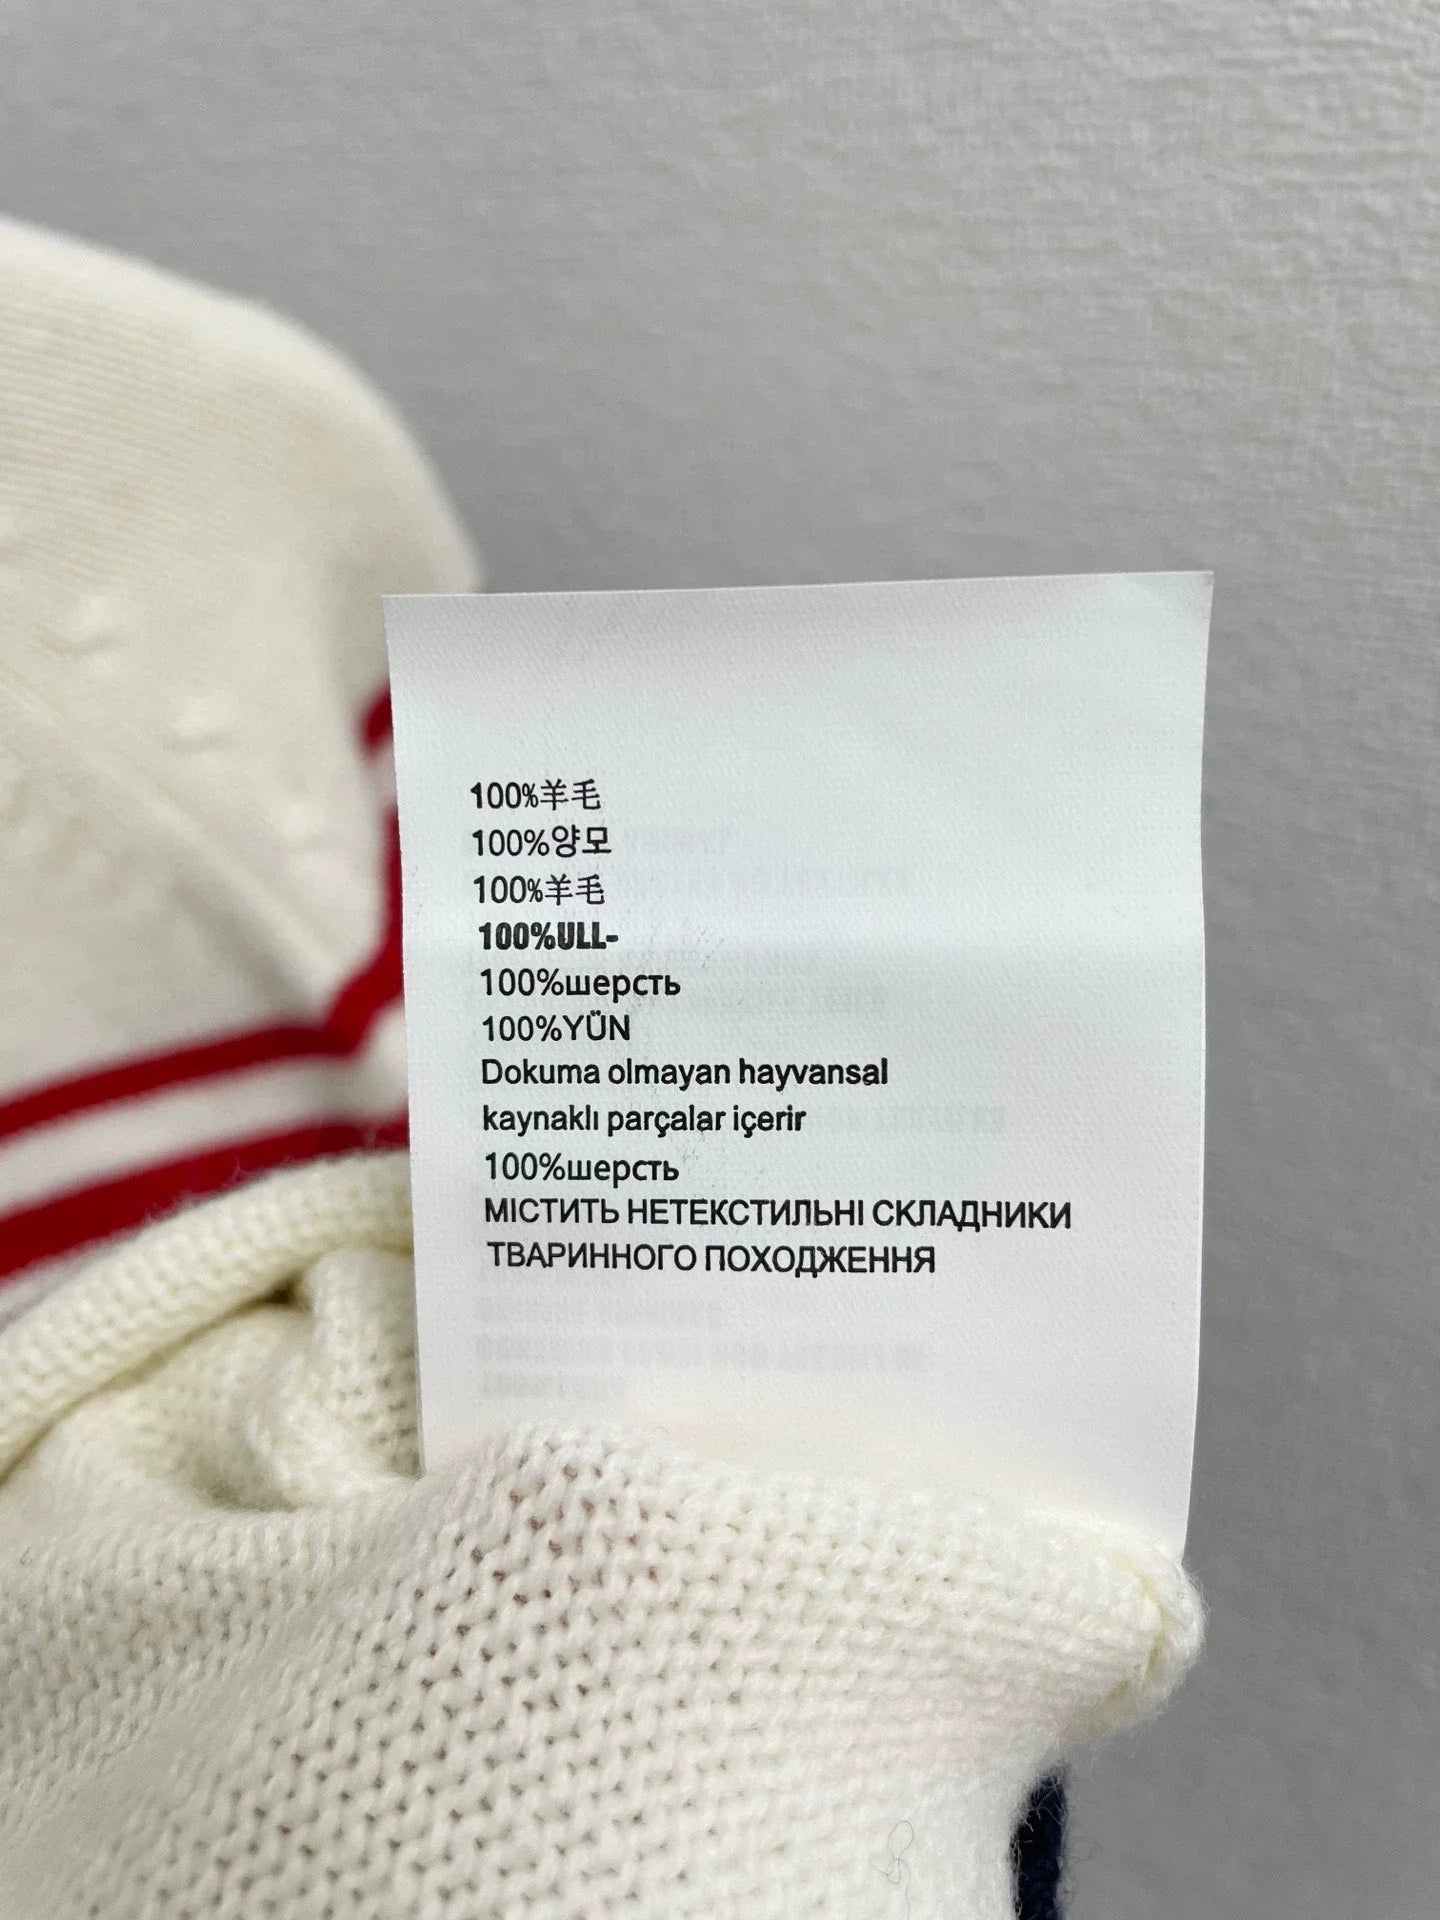 100%羊毛
100%양모
100%羊毛
100%ULL-
100%шерсть
100%YÜN
Dokuma olmayan hayvansal
kaynaklı parçalar içerir
100%шерсть
МІСТИТЬ НЕТЕКСТИЛЬНІ СКЛАДНИКИ
ТВАРИННОГО ПОХОДЖЕННЯ